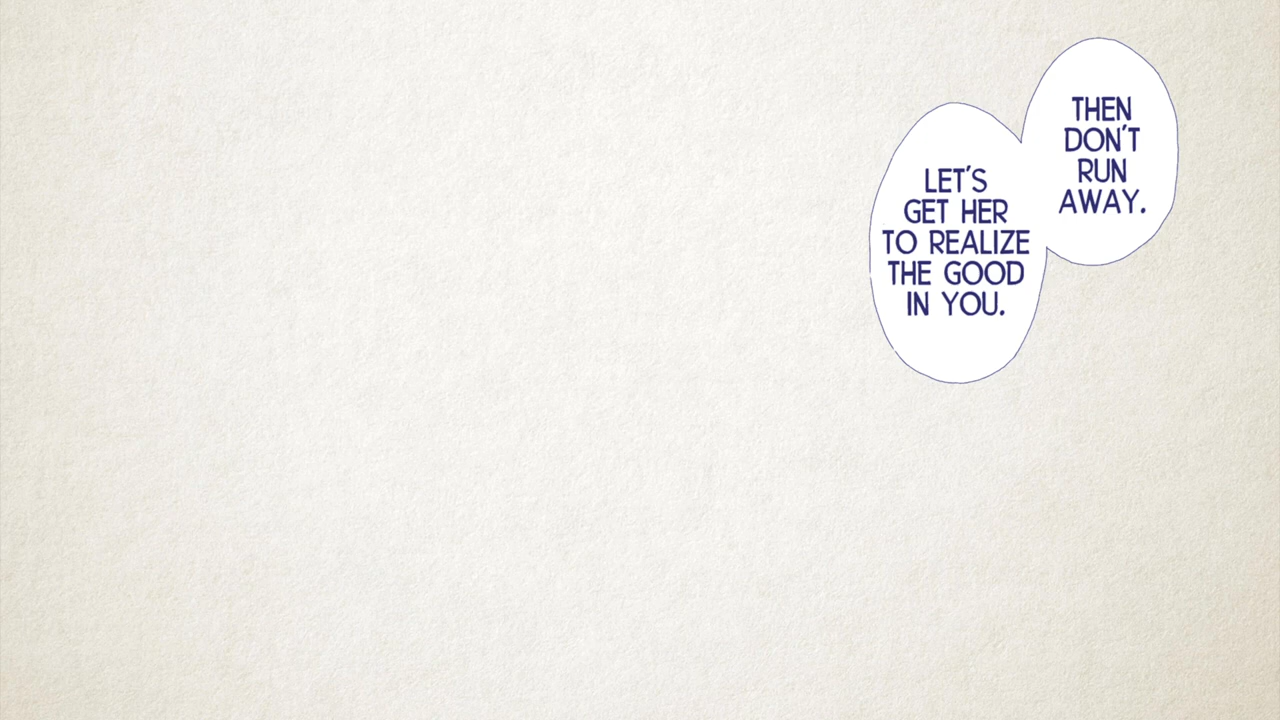 THEN
DON'T
RUN
AWAY.
LET'S
GET HER
TO REALIZE
THE GOOD
IN YOU.